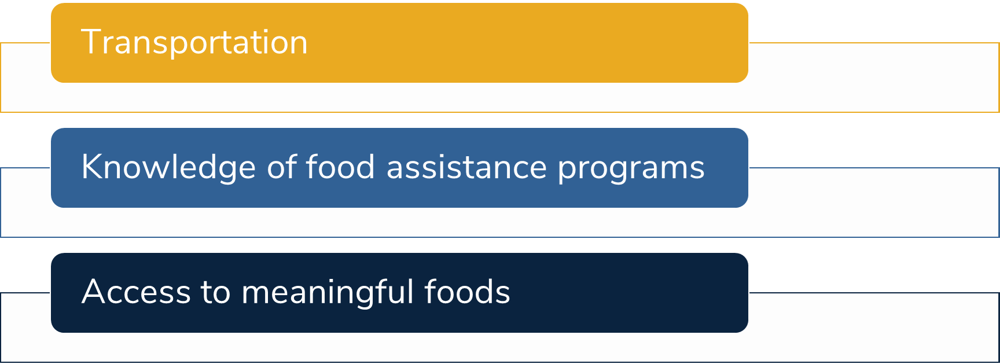 Transportation
Knowledge of food assistance programs
Access to meaningful foods